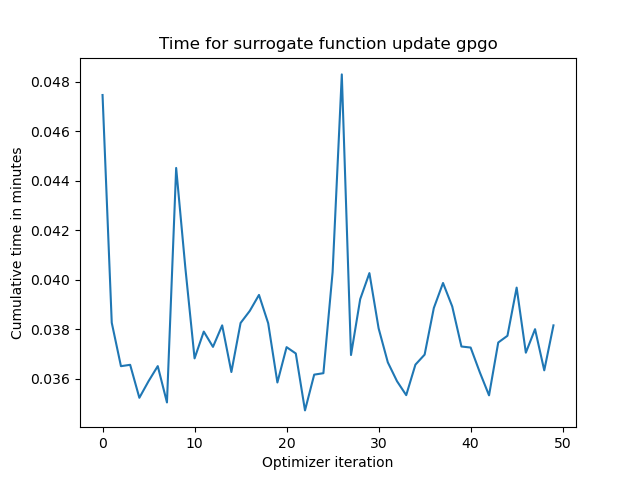 Time for surrogate function update gpgo
0.048
0.046
0.044
0.042
0.040
0.038
0.036
Cumulative time in minutes
0 10 20 30 40 50
Optimizer iteration